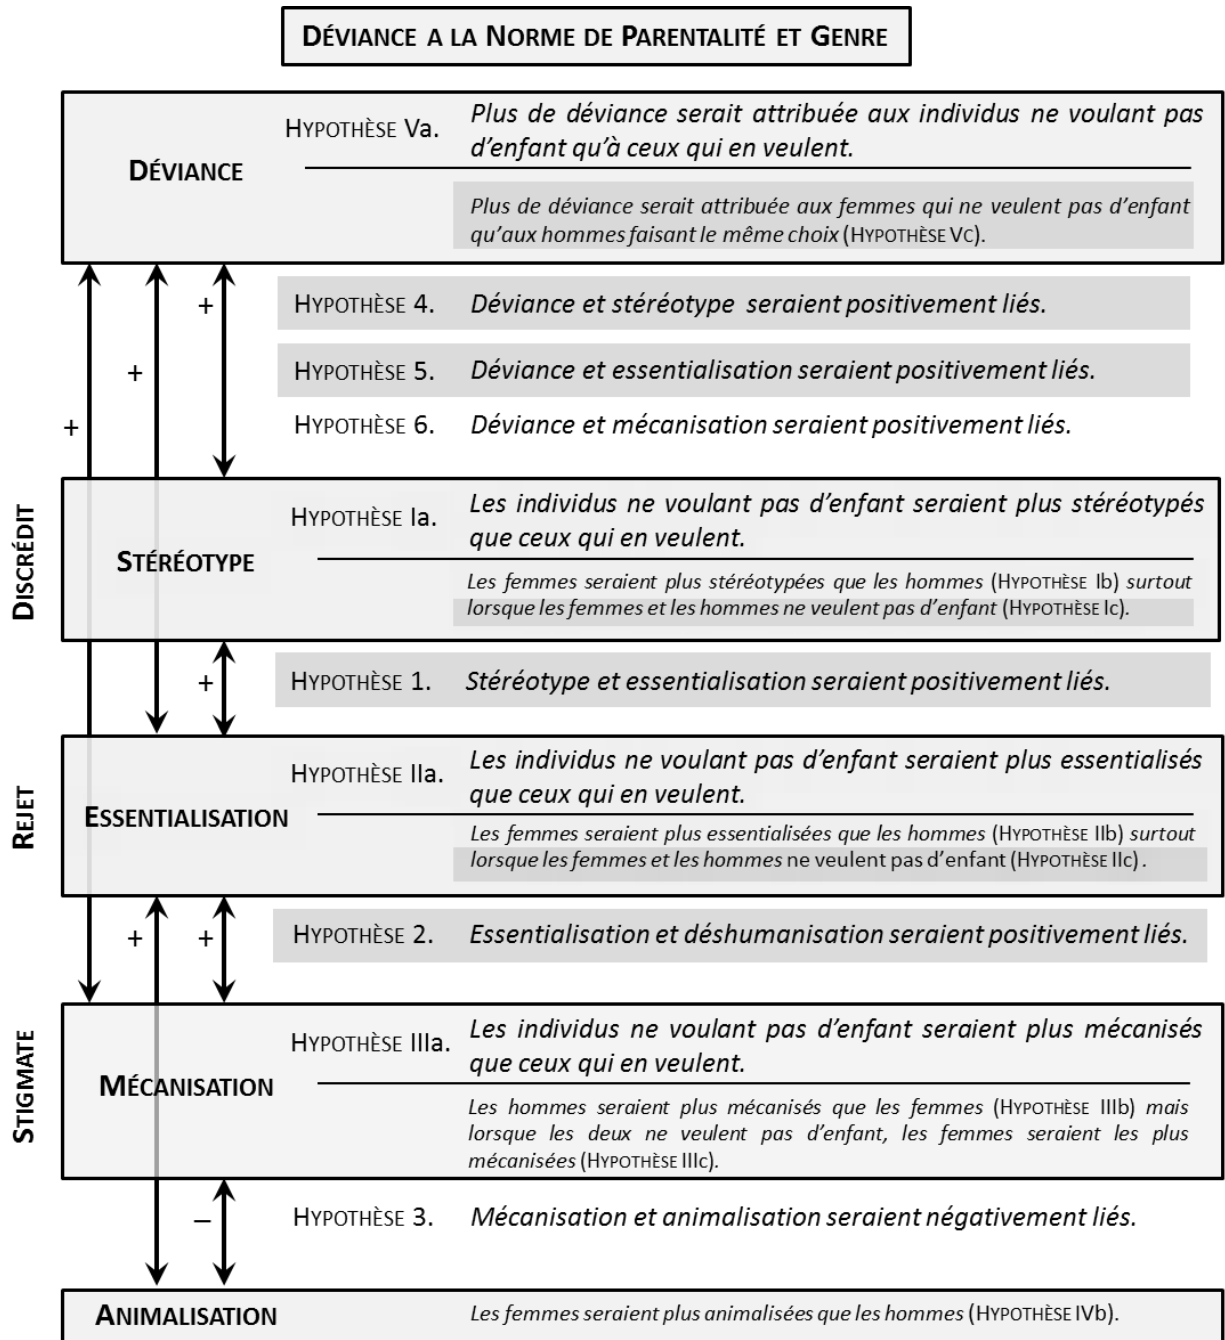 DÉVIANCE A LA NORME DE PARENTALITÉ ET GENRE
DÉVIANCE
HYPOTHÈSE Va.
Plus de déviance serait attribuée aux individus ne voulant pas
d’enfant qu’à ceux qui en veulent.
Plus de déviance serait attribuée aux femmes qui ne veulent pas d’enfant
qu’aux hommes faisant le même choix (HYPOTHÈSE VC).
+
HYPOTHÈSE 4. Déviance et stéréotype seraient positivement liés.
+
HYPOTHÈSE 5. Déviance et essentialisation seraient positivement liés.
+
HYPOTHÈSE 6. Déviance et mécanisation seraient positivement liés.
DISCRÉDIT
STÉRÉOTYPE
HYPOTHÈSE Ia.
Les individus ne voulant pas d’enfant seraient plus stéréotypés
que ceux qui en veulent.
Les femmes seraient plus stéréotypées que les hommes (HYPOTHÈSE Ib) surtout
lorsque les femmes et les hommes ne veulent pas d’enfant (HYPOTHÈSE Ic).
+
HYPOTHÈSE 1. Stéréotype et essentialisation seraient positivement liés.
REJET
ESSENTIALISATION
HYPOTHÈSE IIa.
Les individus ne voulant pas d’enfant seraient plus essentialisés
que ceux qui en veulent.
Les femmes seraient plus essentialisées que les hommes (HYPOTHÈSE IIb) surtout
lorsque les femmes et les hommes ne veulent pas d’enfant (HYPOTHÈSE IIc) .
+ +
HYPOTHÈSE 2. Essentialisation et déshumanisation seraient positivement liés.
STIGMATE
MÉCANISATION
HYPOTHÈSE IIIa.
Les individus ne voulant pas d’enfant seraient plus mécanisés
que ceux qui en veulent.
Les hommes seraient plus mécanisés que les femmes (HYPOTHÈSE IIIb) mais
lorsque les deux ne veulent pas d’enfant, les femmes seraient les plus
mécanisées (HYPOTHÈSE IIIc).
–
HYPOTHÈSE 3. Mécanisation et animalisation seraient négativement liés.
ANIMALISATION
Les femmes seraient plus animalisées que les hommes (HYPOTHÈSE IVb).